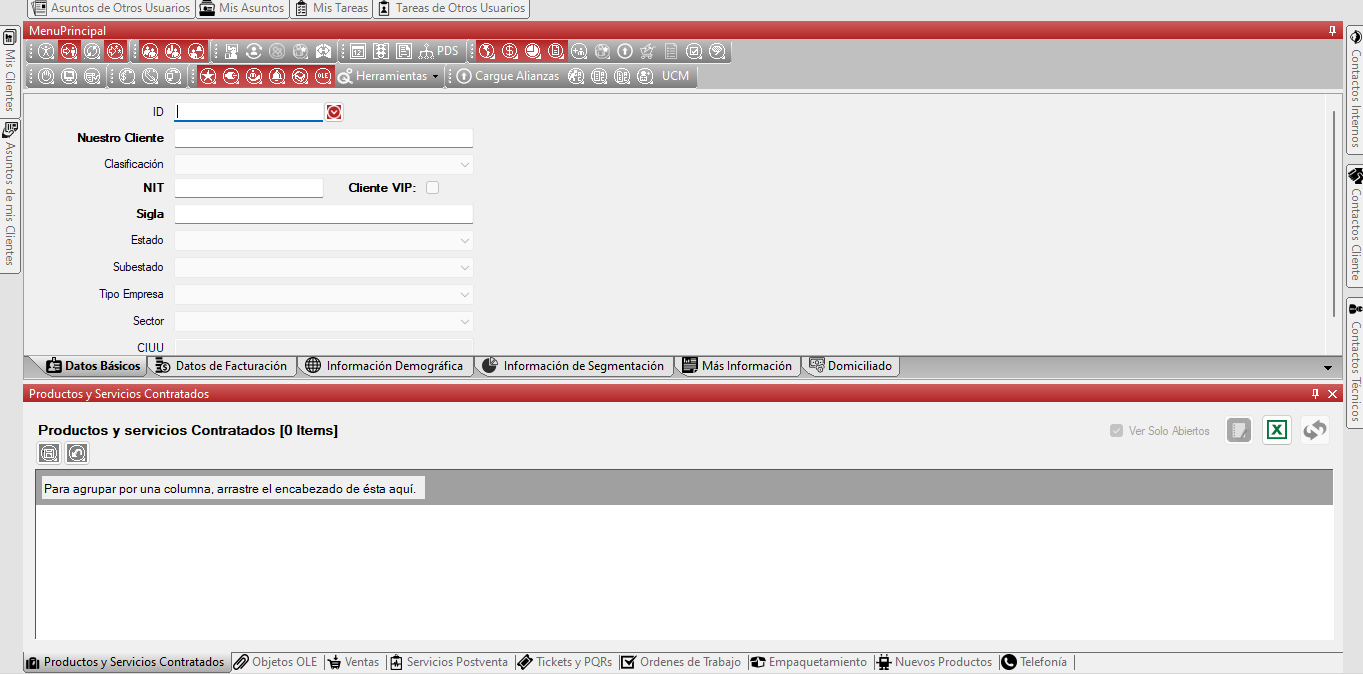 Asuntos de Otros Usuarios Mis Asuntos Mis Tareas Tareas de Otros Usuarios
MenuPrincipal
PDS
Herramientas Cargue Alianzas UCM
Mis Clientes
Asuntos de mis Clientes
ID
Nuestro Cliente
Clasificación
NIT Cliente VIP:
Sigla
Estado
Subestado
Tipo Empresa
Sector
CIUU
Datos Básicos Datos de Facturación Información Demográfica Información de Segmentación Más Información Domiciliado
Contactos Internos
Contactos Cliente
Contactos Técnicos
Productos y Servicios Contratados
Productos y servicios Contratados [0 Items] Ver Solo Abiertos
Para agrupar por una columna, arrastre el encabezado de ésta aquí.
Productos y Servicios Contratados Objetos OLE Ventas Servicios Postventa Tickets y PQRs Ordenes de Trabajo Empaquetamiento Nuevos Productos Telefonía